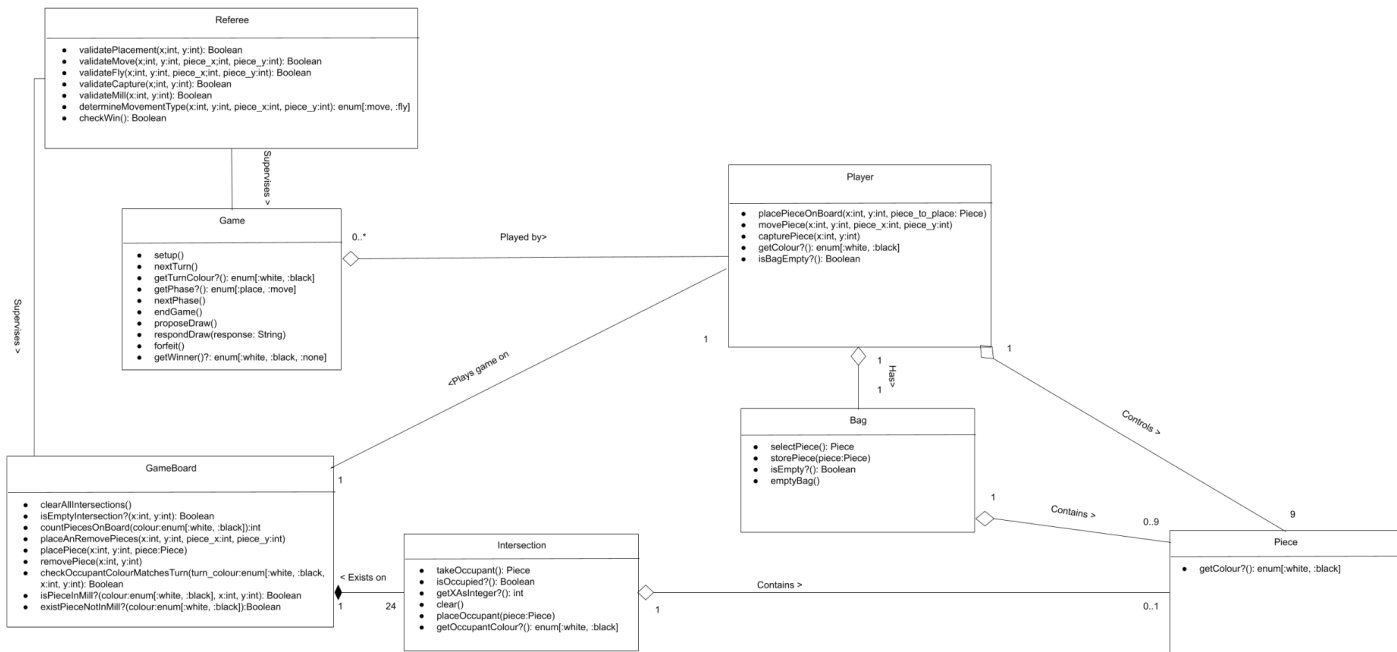 Referee
validatePlacement(x;int, y:int): Boolean
validateMove(x;int, y:int, piece_x;int, piece_y:int): Boolean
validateFly(x;int, y:int, piece_x;int, piece_y:int): Boolean
validateCapture(x;int, y:int): Boolean
validateMill(x:int, y:int): Boolean
determineMovementType(x:int, y:int, piece_x:int, piece_y:int): enum[:move, :fly]
checkWin(): Boolean
Supervises >
Supervises >
Game
setup()
nextTurn()
getTurnColour?(): enum[:white, :black]
getPhase?(): enum[:place, :move]
nextPhase()
endGame()
proposeDraw()
respondDraw(response: String)
forfeit()
getWinner()?: enum[:white, :black, :none]
0..*
Played by>
Player
placePieceOnBoard(x:int, y:int, piece_to_place: Piece)
movePiece(x:int, y:int, piece_x:int, piece_y:int)
capturePiece(x:int, y:int)
getColour?(): enum[:white, :black]
isBagEmpty?(): Boolean
1
<Plays game on
1
1
Has>
1
1
Controls >
9
Bag
selectPiece(): Piece
storePiece(piece:Piece)
isEmpty?(): Boolean
emptyBag()
1
Contains >
0..9
GameBoard
clearAllIntersections()
isEmptyIntersection?(x:int, y:int): Boolean
countPiecesOnBoard(colour:enum[:white, :black]):int
placeAnRemovePieces(x:int, y:int, piece_x:int, piece_y:int)
placePiece(x:int, y:int, piece:Piece)
removePiece(x:int, y:int)
checkOccupantColourMatchesTurn(turn_colour:enum[:white, :black,
x:int, y:int): Boolean
isPieceInMill?(colour:enum[:white, :black], x:int, y:int): Boolean
existPieceNotInMill?(colour:enum[:white, :black]):Boolean
< Exists on
1
24
Intersection
takeOccupant(): Piece
isOccupied?(): Boolean
getXAsInteger?(): int
clear()
placeOccupant(piece:Piece)
getOccupantColour?(): enum[:white, :black]
1
Contains >
0..1
Piece
getColour?(): enum[:white, :black]